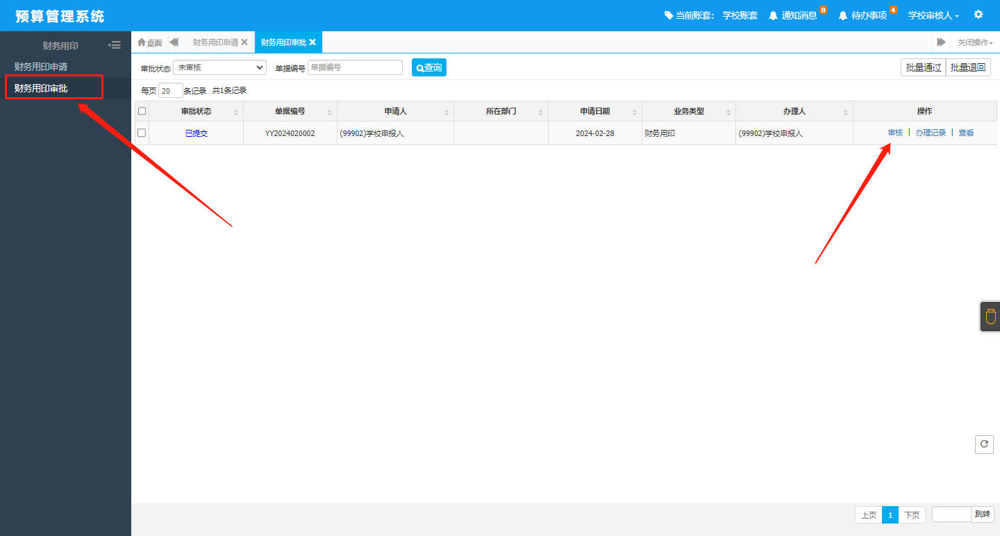 预算管理系统
当前账套： 学校账套 通知消息 0 待办事项 4 学校审核人
财务用印
财务用印申请
财务用印审批
桌面 财务用印申请 财务用印审批 关闭操作
审批状态 未审核 单据编号 单据编号 查询 批量通过 批量退回
每页 20 条记录 共1条记录
审批状态 单据编号 申请人 所在部门 申请日期 业务类型 办理人 操作
已提交 YY2024020002 (99902)学校申报人 2024-02-28 财务用印 (99902)学校申报人 审核 | 办理记录 | 查看
上页 1 下页 跳转